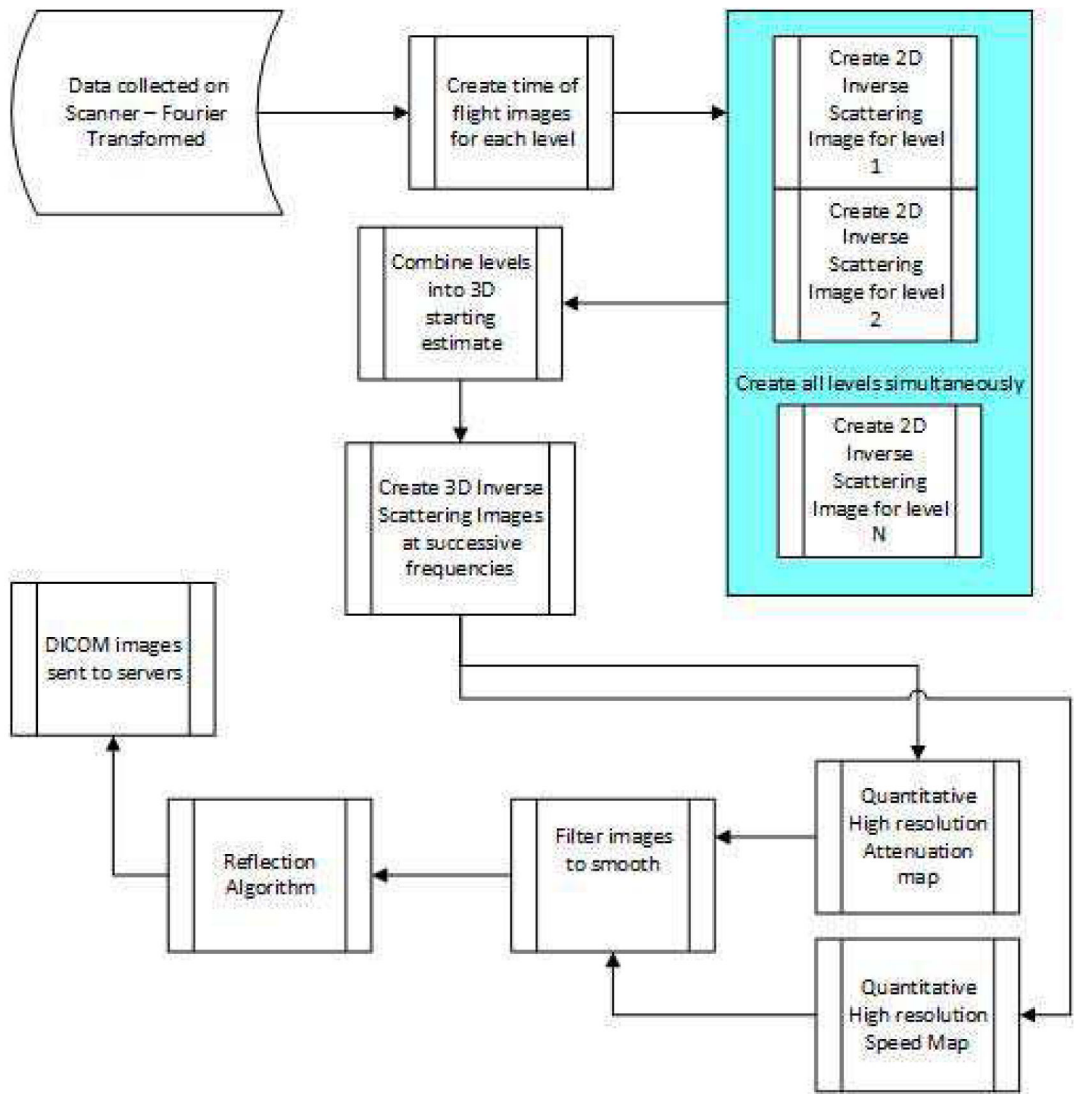 Data collected on
Scanner – Fourier
Transformed
Create time of
flight images
for each level
Create 2D
Inverse
Scattering
Image for level
1
Create 2D
Inverse
Scattering
Image for level
2
Create all levels simultaneously
Create 2D
Inverse
Scattering
Image for level
N
Combine levels
into 3D
starting
estimate
Create 3D Inverse
Scattering Images
at successive
frequencies
Quantitative
High resolution
Attenuation
map
Quantitative
High resolution
Speed Map
Filter images
to smooth
Reflection
Algorithm
DICOM images
sent to servers